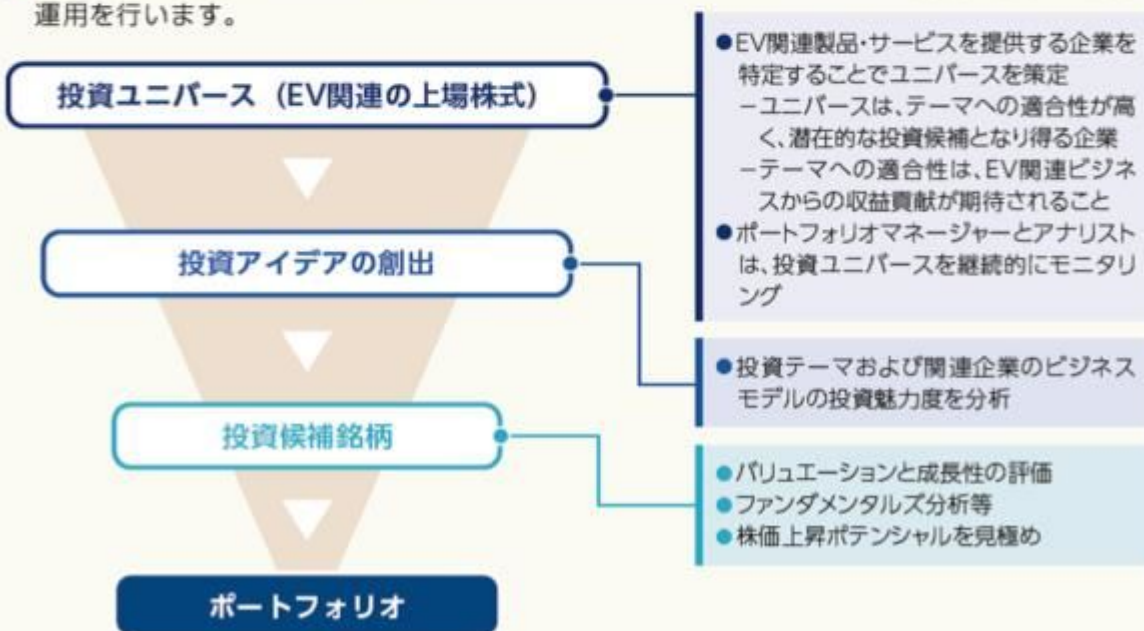 運用を行います。
投資ユニバース（EV関連の上場株式）
●EV関連製品・サービスを提供する企業を
特定することでユニバースを策定
－ユニバースは、テーマへの適合性が高
く、潜在的な投資候補となり得る企業
－テーマへの適合性は、EV関連ビジネ
スからの収益貢献が期待されること
●ポートフォリオマネージャーとアナリスト
は、投資ユニバースを継続的にモニタリ
ング
投資アイデアの創出
●投資テーマおよび関連企業のビジネス
モデルの投資魅力度を分析
投資候補銘柄
●バリュエーションと成長性の評価
●ファンダメンタルズ分析等
●株価上昇ポテンシャルを見極め
ポートフォリオ